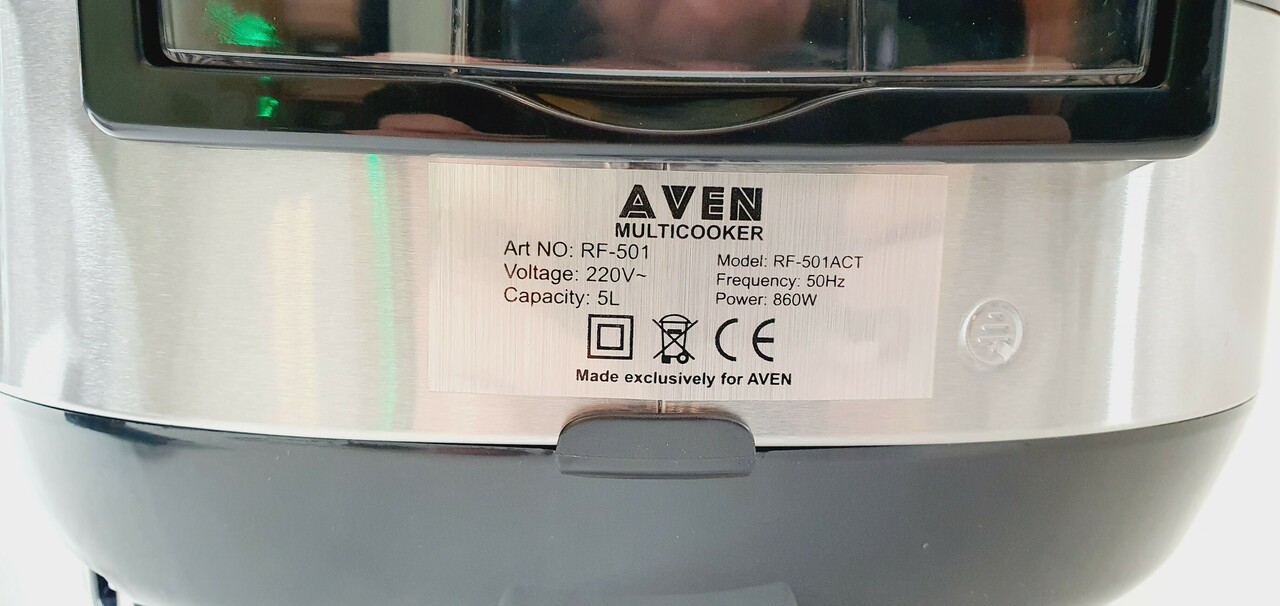 AVEN
MULTICOOKER
Art NO: RF-501
Voltage: 220V~
Capacity: 5L
Model: RF-501ACT
Frequency: 50Hz
Power: 860W
CE
Made exclusively for AVEN